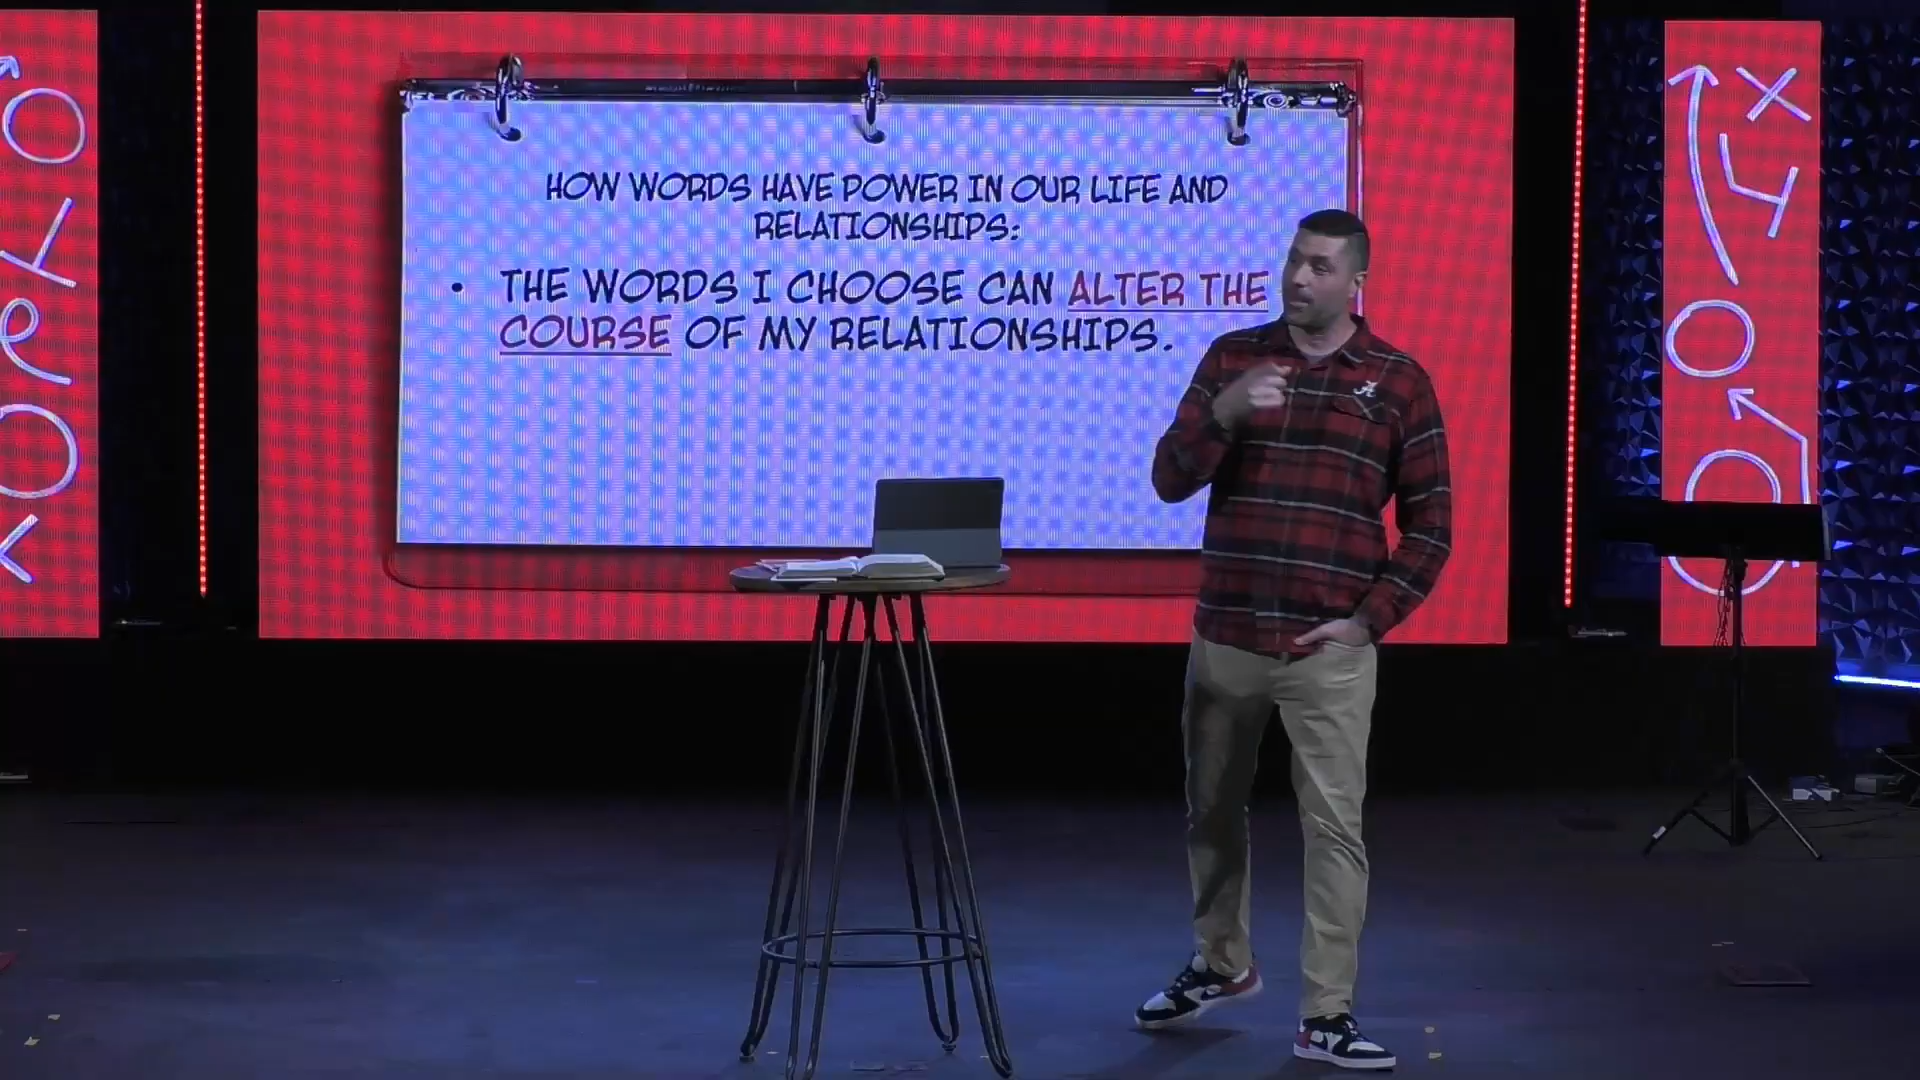 HOW WORDS HAVE POWER IN OUR LIFE AND
RELATIONSHIPS:
• THE WORDS I CHOOSE CAN ALTER THE
COURSE OF MY RELATIONSHIPS.
A